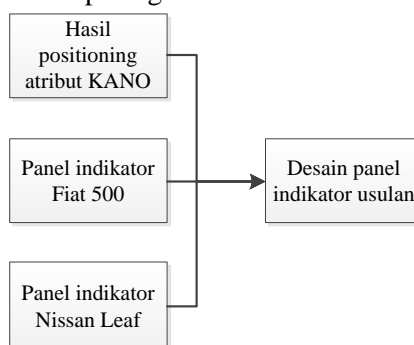 Hasil
positioning
atribut KANO
Panel indikator
Fiat 500
Desain panel
indikator usulan
Panel indikator
Nissan Leaf